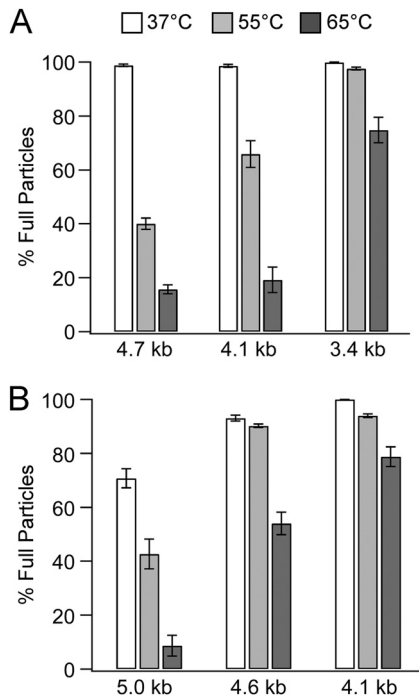 A
37°C 55°C 65°C
% Full Particles
100
80
60
40
20
0
4.7 kb 4.1 kb 3.4 kb
B
% Full Particles
100
80
60
40
20
0
5.0 kb 4.6 kb 4.1 kb